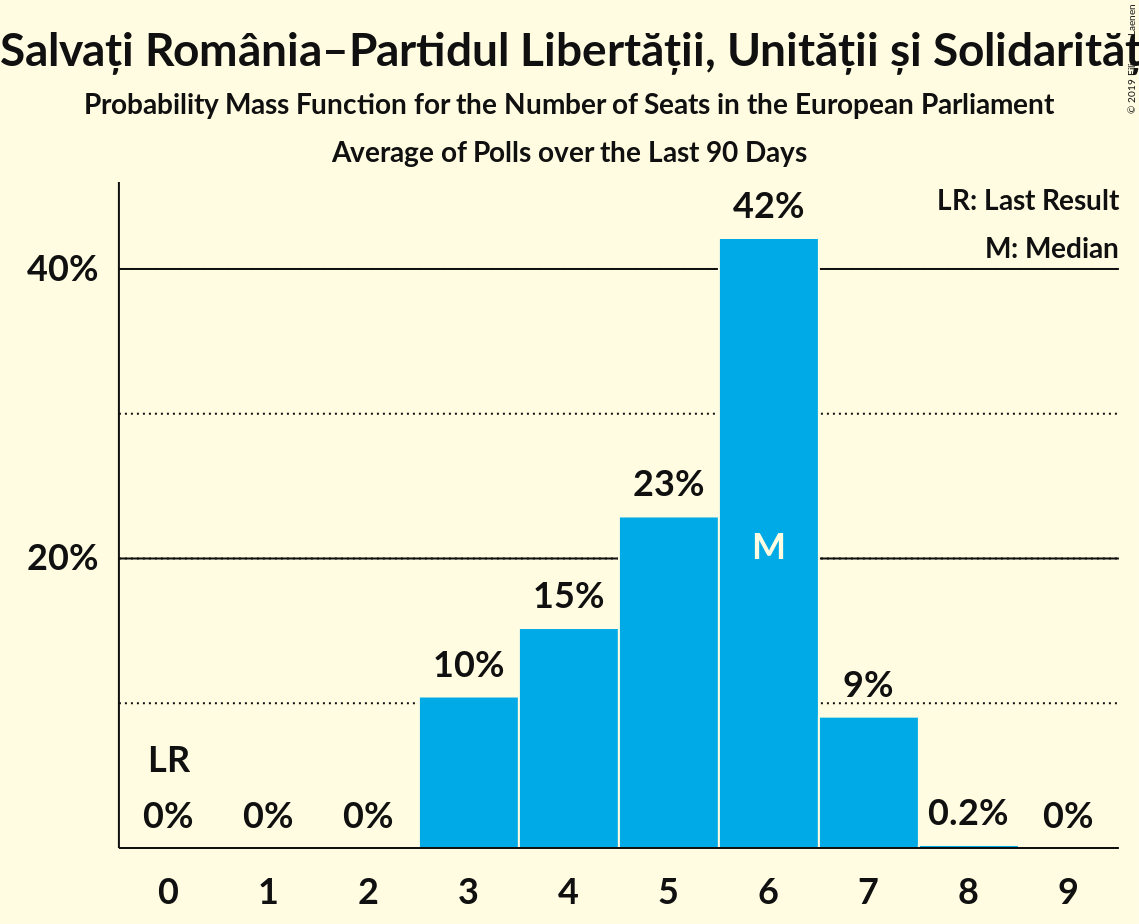 Salvați România–Partidul Libertății, Unității și Solidarităț
Probability Mass Function for the Number of Seats in the European Parliament
Average of Polls over the Last 90 Days
LR: Last Result
M: Median
42%
40%
23%
M
20%
15%
10%
9%
LR
0%
0%
0%
0.2%
0%
0 1 2 3 4 5 6 7 8 9
© 2019